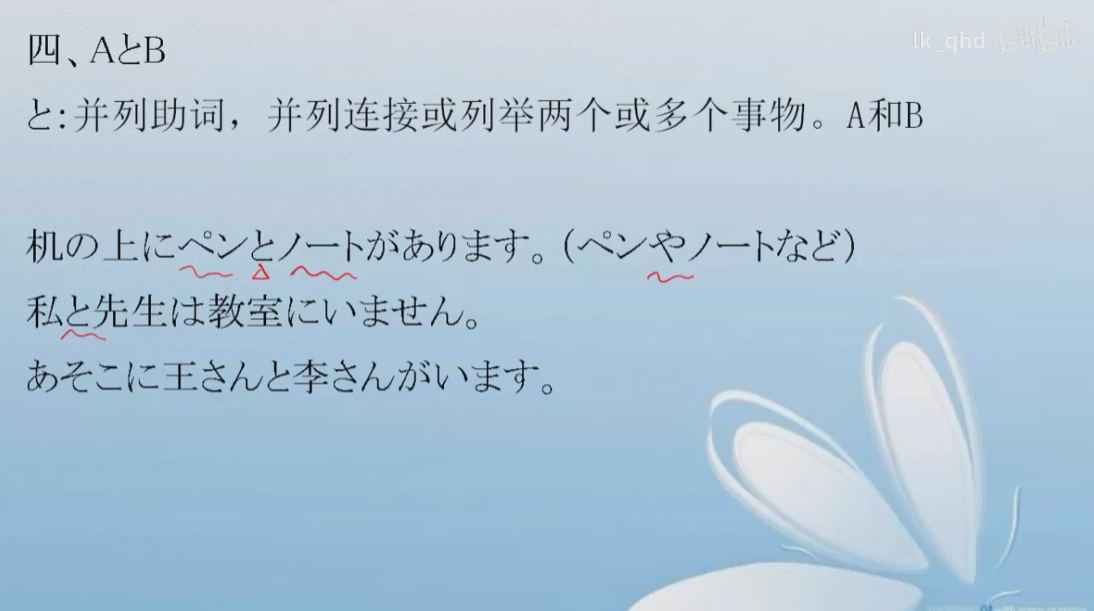 四、AとB
lk_qhd bilibili
と:并列助词，并列连接或列举两个或多个事物。A和B
机の上にペンとノートがあります。（ペンやノートなど）
私と先生は教室にいません。
あそこに王さんと李さんがいます。